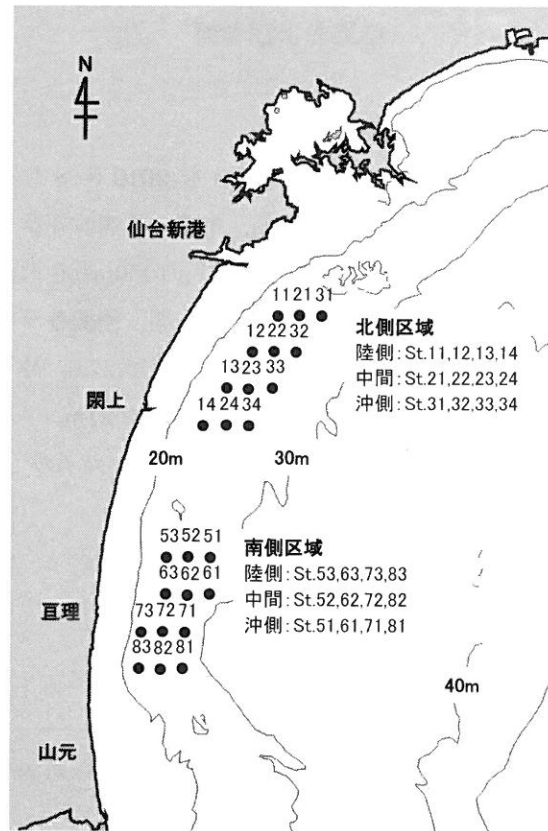 N
仙台新港
11 21 31
12 22 32
北側区域
陸側：St.11,12,13,14
13 23 33
中間：St.21,22,23,24
閖上
14 24 34
沖側：St.31,32,33,34
20m
30m
53 52 51
南側区域
63 62 61
陸側：St.53,63,73,83
中間：St.52,62,72,82
亘理
73 72 71
沖側：St.51,61,71,81
83 82 81
40m
山元